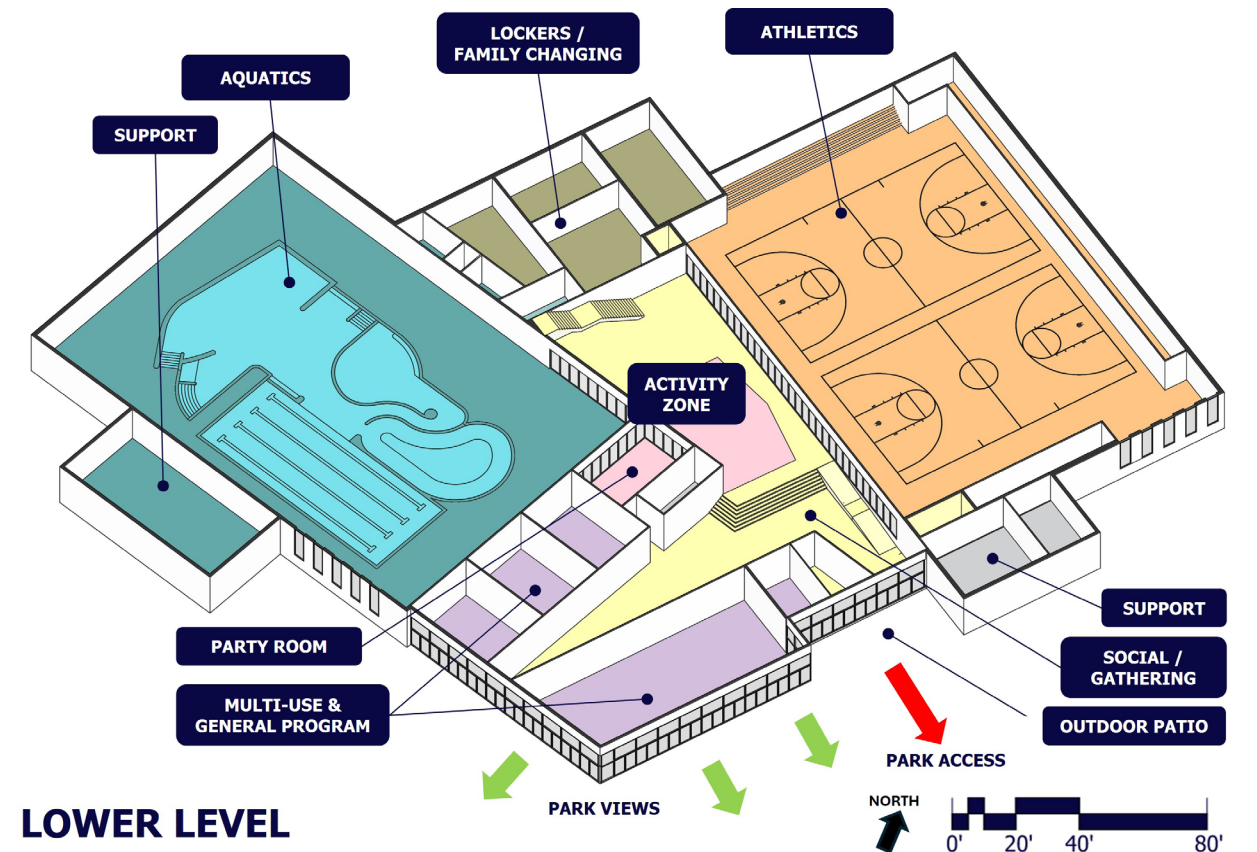 LOCKERS /
FAMILY CHANGING
ATHLETICS
AQUATICS
SUPPORT
ACTIVITY
ZONE
PARTY ROOM
MULTI-USE &
GENERAL PROGRAM
SUPPORT
SOCIAL /
GATHERING
OUTDOOR PATIO
PARK ACCESS
PARK VIEWS
LOWER LEVEL
NORTH
0' 20' 40' 80'